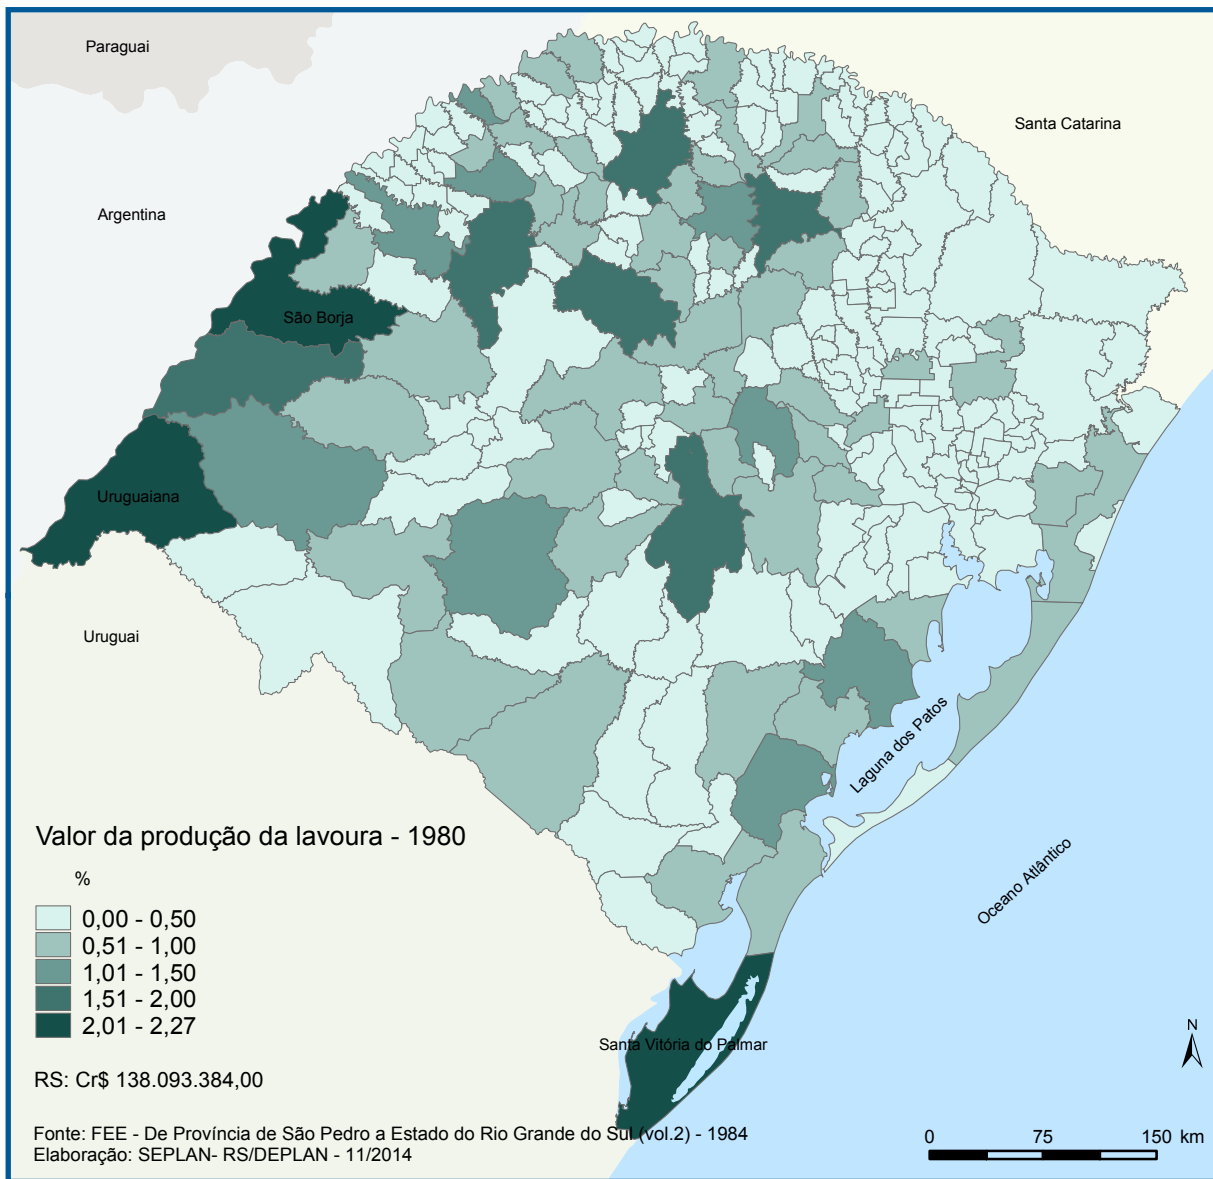 Paraguai
Santa Catarina
Argentina
São Borja
Uruguaiana
Uruguai
Laguna dos Patos
Oceano Atlântico
Valor da produção da lavoura - 1980
%
0,00 - 0,50
0,51 - 1,00
1,01 - 1,50
1,51 - 2,00
2,01 - 2,27
Santa Vitória do Palmar
N
RS: Cr$ 138.093.384,00
Fonte: FEE - De Província de São Pedro a Estado do Rio Grande do Sul (vol.2) - 1984
Elaboração: SEPLAN- RS/DEPLAN - 11/2014
0 75 150 km